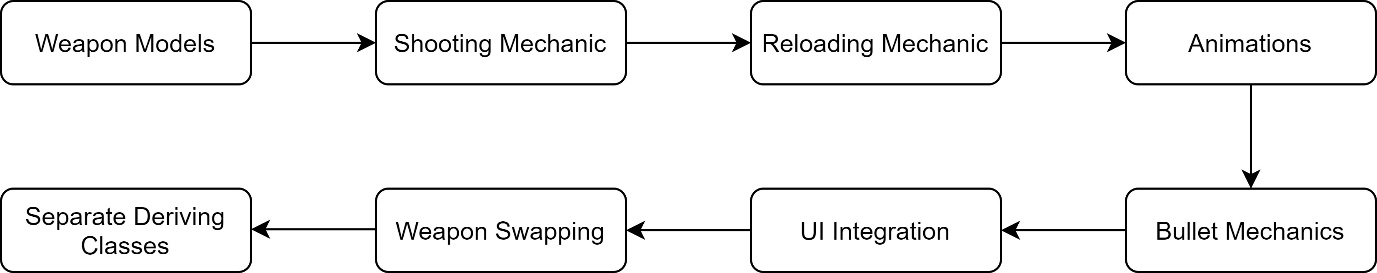 Weapon Models
Shooting Mechanic
Reloading Mechanic
Animations
Separate Deriving
Classes
Weapon Swapping
UI Integration
Bullet Mechanics